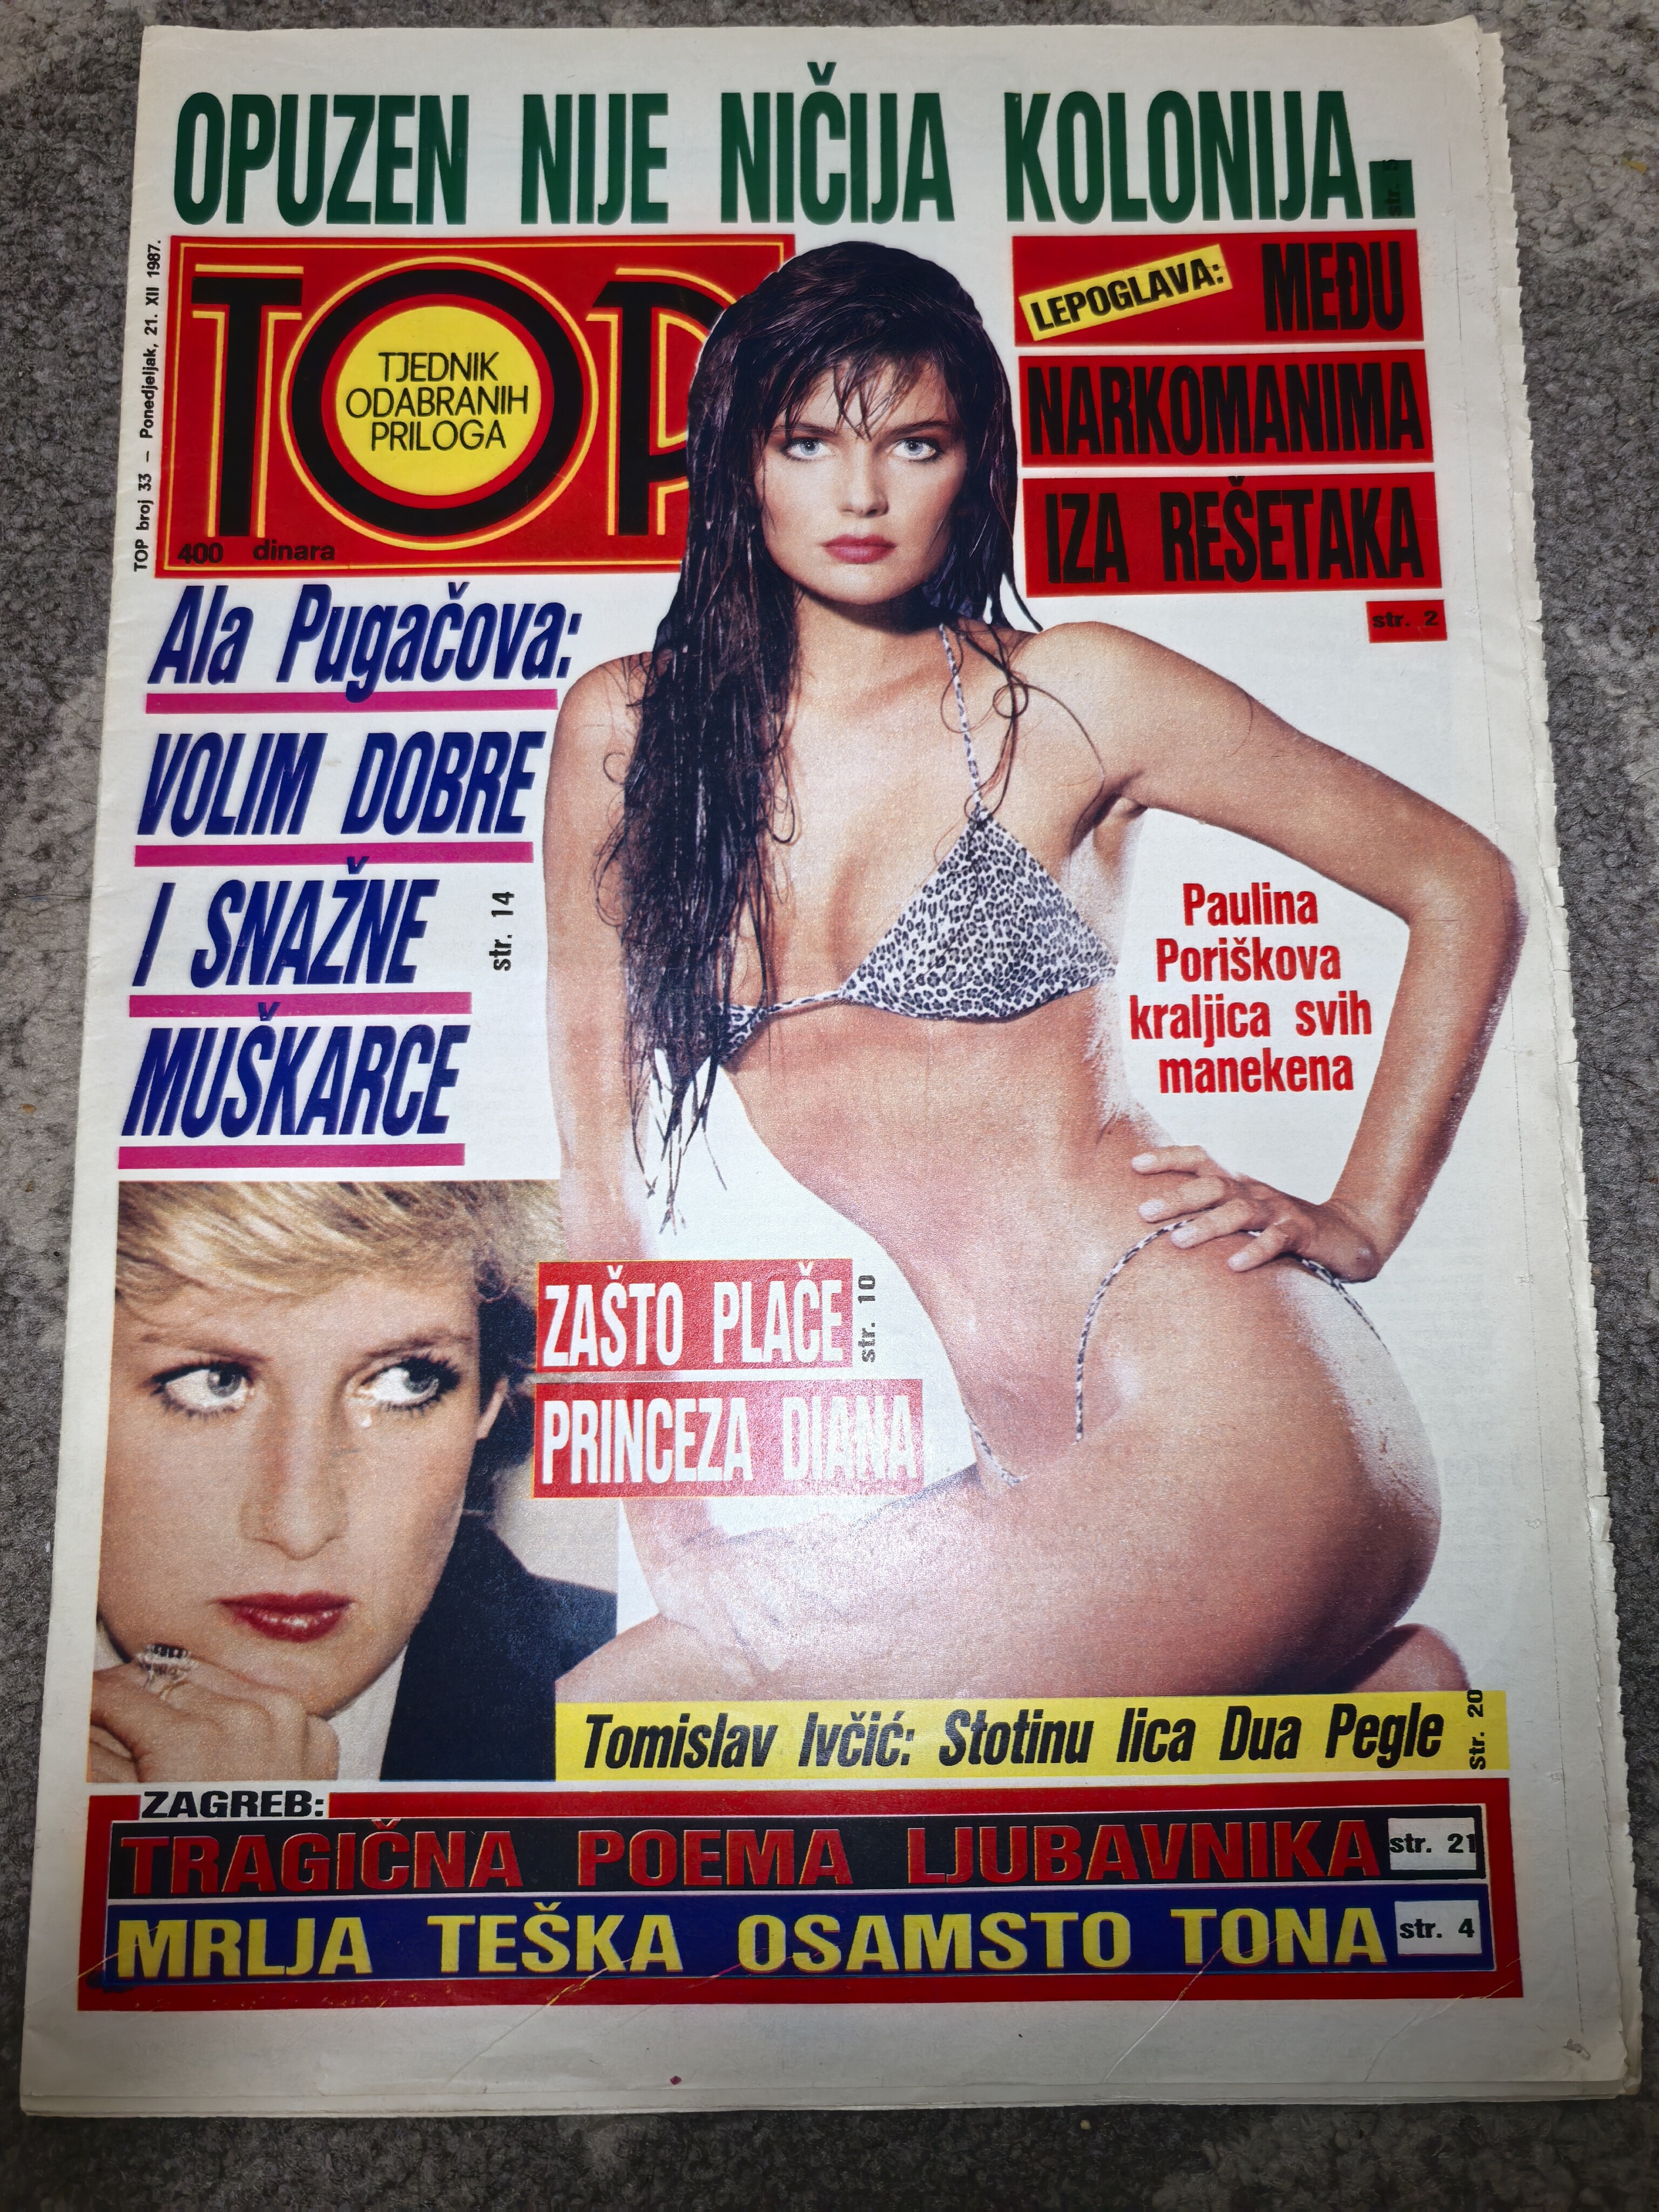 OPUZEN NIJE NIČIJA KOLONIJA
str. 5
TOP broj 33 — Ponedjeljak, 21. XII 1987.
TOP
TJEDNIK
ODABRANIH
PRILOGA
400 dinara
LEPOGLAVA: MEĐU
NARKOMANIMA
IZA REŠETAKA
str. 2
Ala Pugačova:
VOLIM DOBRE
I SNAŽNE
MUŠKARCE
str. 14
Paulina
Poriškova
kraljica svih
manekena
ZAŠTO PLAČE
PRINCEZA DIANA
str. 10
Tomislav Ivčić: Stotinu lica Dua Pegle
str. 20
ZAGREB:
TRAGIČNA POEMA LJUBAVNIKA
str. 21
MRLJA TEŠKA OSAMSTO TONA
str. 4